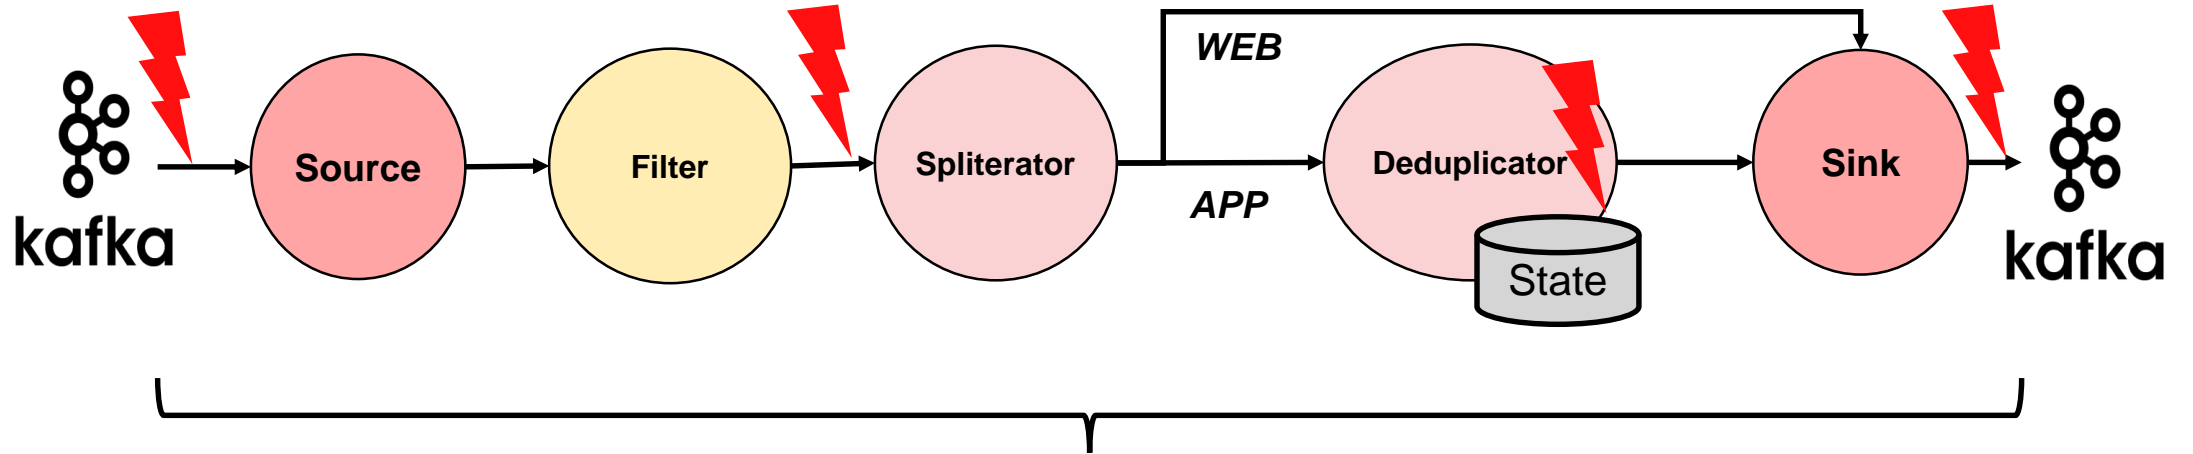 kafka
Source
Filter
Spliterator
WEB
APP
Deduplicator
State
Sink
kafka